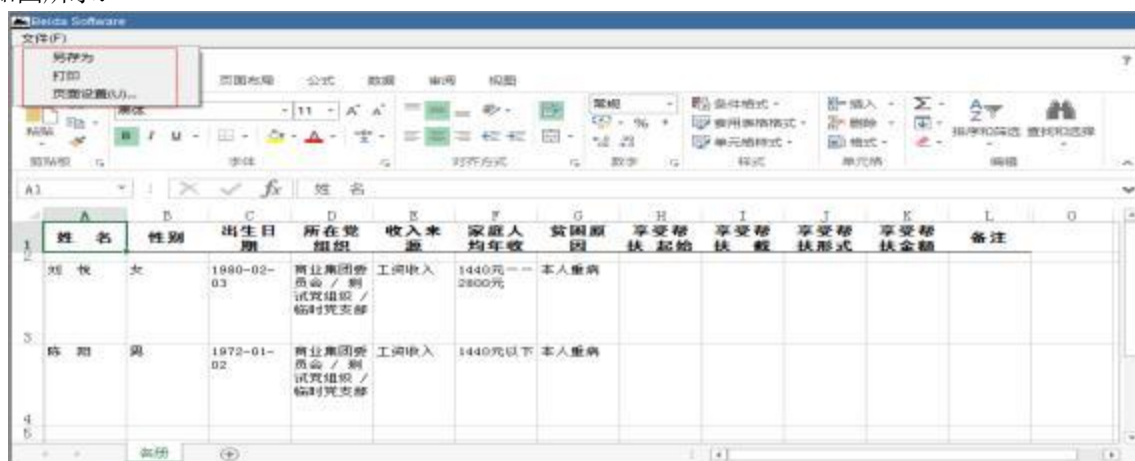 Beida Software
文件(F)
另存为
打印
页面设置(U)...
页面布局 公式 数据 审阅 视图
11 A A 常规 条件格式 插入 Σ
B I U A % 套用表格格式 删除 排序和筛选 查找和选择
单元格样式 格式
字体 对齐方式 数字 样式 单元格 编辑
A1 fx 姓 名
A B C D E F G H I J K L O
1 姓 名 性别 出生日期 所在党组织 收入来源 家庭人均年收 贫困原因 享受帮扶 起始 享受帮扶 截 享受帮扶形式 享受帮扶金额 备注
2
刘 悦 女 1980-02-03 商业集团委员会 / 测试党组织 / 临时党支部 工资收入 1440元--2800元 本人重病
3
陈 翔 男 1972-01-02 商业集团委员会 / 测试党组织 / 临时党支部 工资收入 1440元以下 本人重病
4
5
名册